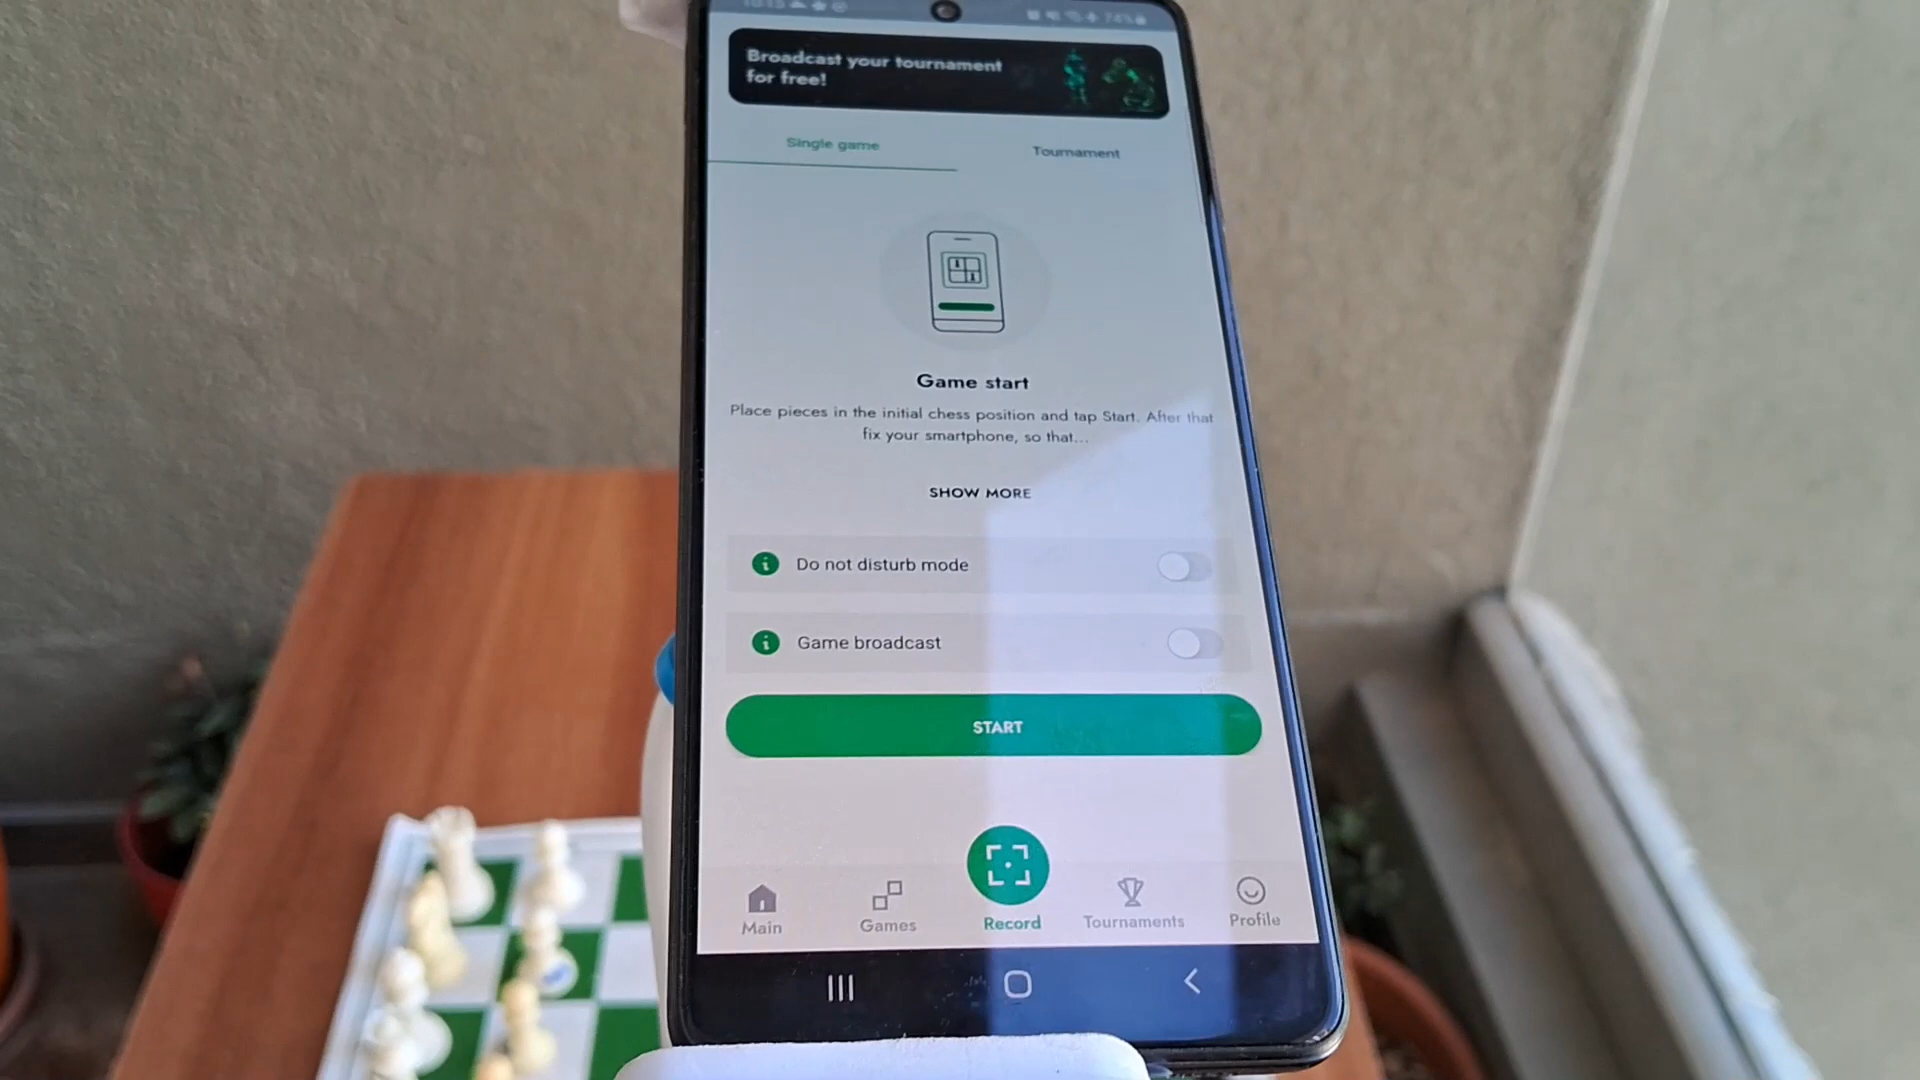 74%
Broadcast your tournament
for free!
Single game
Tournament
Game start
Place pieces in the initial chess position and tap Start. After that
fix your smartphone, so that...
SHOW MORE
Do not disturb mode
Game broadcast
START
Main
Games
Record
Tournaments
Profile